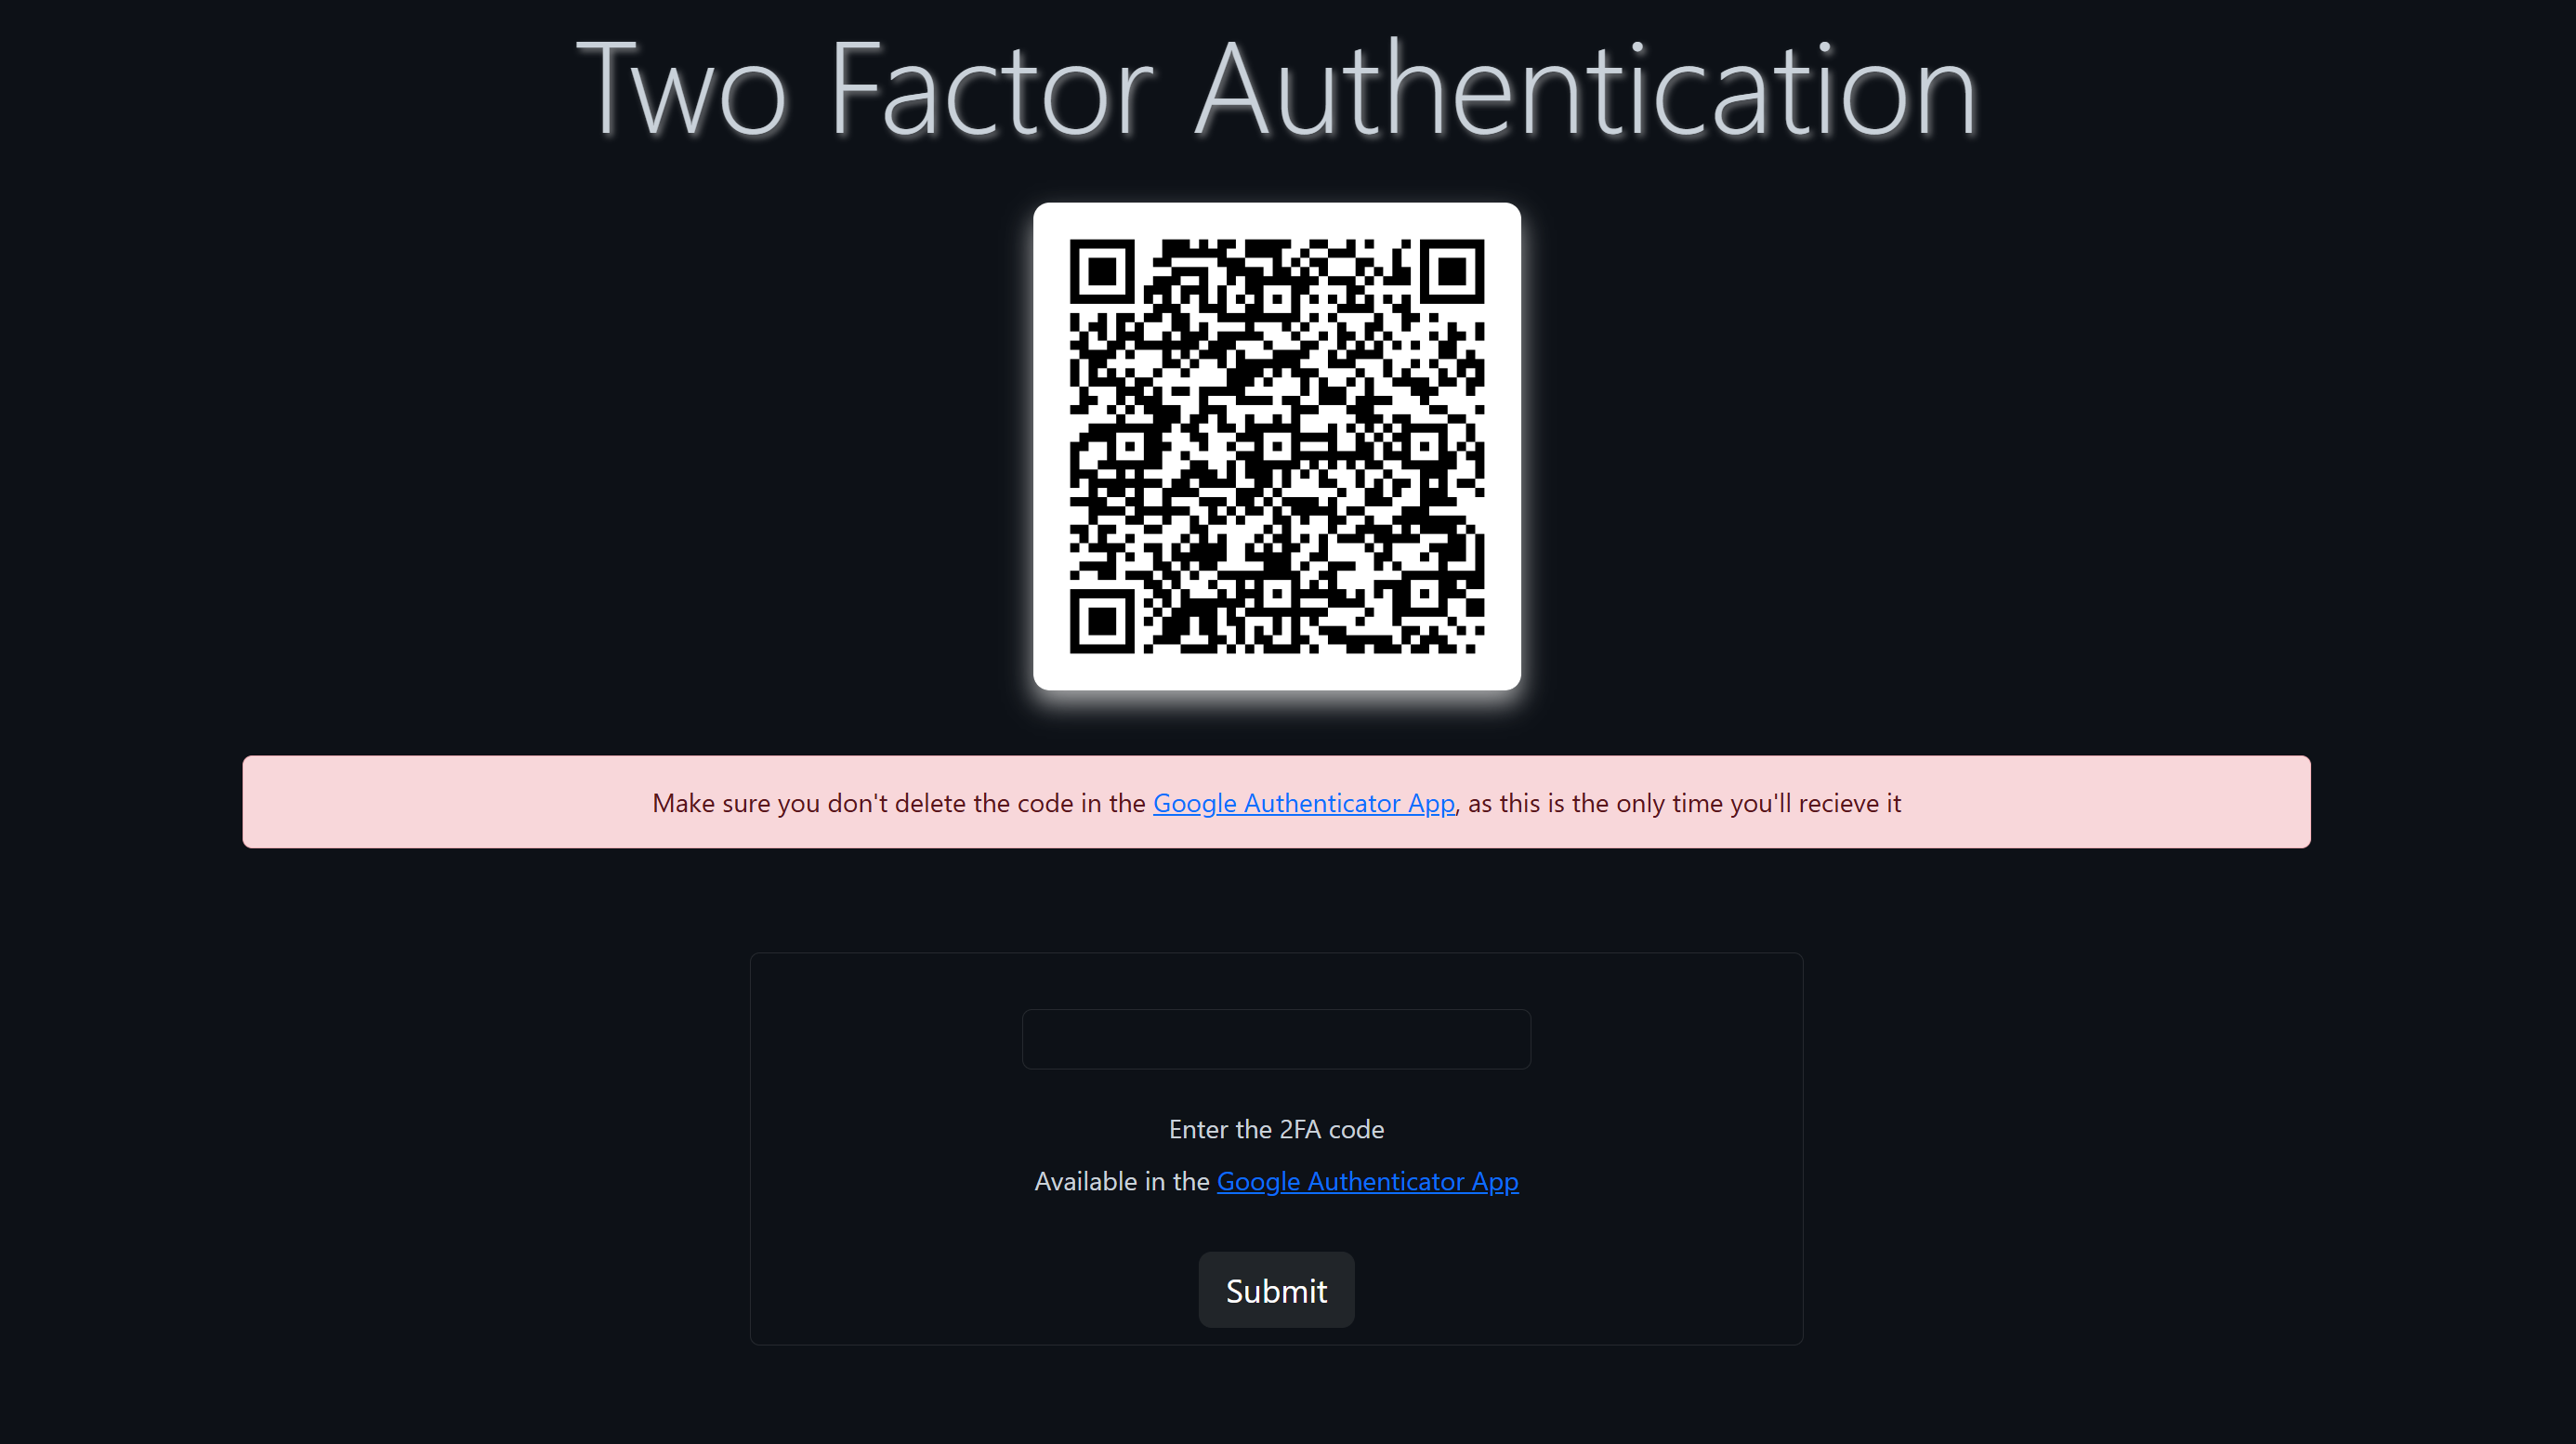 Two Factor Authentication
Make sure you don't delete the code in the Google Authenticator App, as this is the only time you'll recieve it
Enter the 2FA code
Available in the Google Authenticator App
Submit